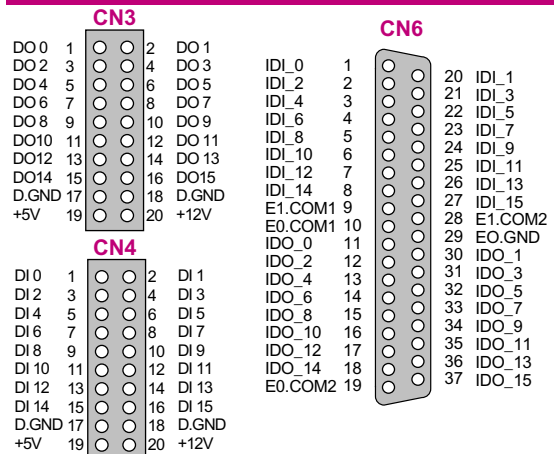 CN3
DO 0 1 2 DO 1
DO 2 3 4 DO 3
DO 4 5 6 DO 5
DO 6 7 8 DO 7
DO 8 9 10 DO 9
DO10 11 12 DO 11
DO12 13 14 DO 13
DO14 15 16 DO15
D.GND 17 18 D.GND
+5V 19 20 +12V
CN4
DI 0 1 2 DI 1
DI 2 3 4 DI 3
DI 4 5 6 DI 5
DI 6 7 8 DI 7
DI 8 9 10 DI 9
DI 10 11 12 DI 11
DI 12 13 14 DI 13
DI 14 15 16 DI 15
D.GND 17 18 D.GND
+5V 19 20 +12V
CN6
IDI_0 1
IDI_2 2
IDI_4 3
IDI_6 4
IDI_8 5
IDI_10 6
IDI_12 7
IDI_14 8
E1.COM1 9
E0.COM1 10
IDO_0 11
IDO_2 12
IDO_4 13
IDO_6 14
IDO_8 15
IDO_10 16
IDO_12 17
IDO_14 18
E0.COM2 19
20 IDI_1
21 IDI_3
22 IDI_5
23 IDI_7
24 IDI_9
25 IDI_11
26 IDI_13
27 IDI_15
28 E1.COM2
29 EO.GND
30 IDO_1
31 IDO_3
32 IDO_5
33 IDO_7
34 IDO_9
35 IDO_11
36 IDO_13
37 IDO_15